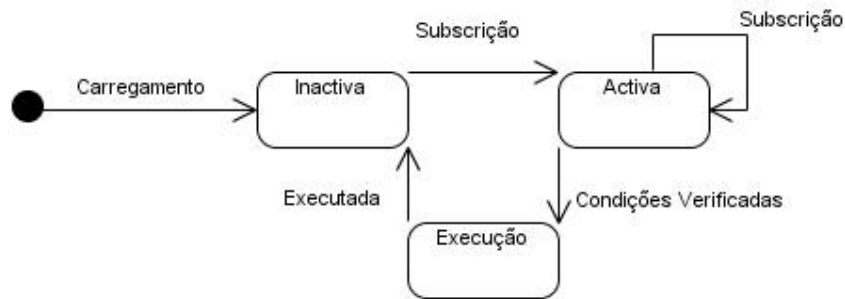 Subscrição
Subscrição
Carregamento
Inactiva
Activa
Executada
Condições Verificadas
Execução